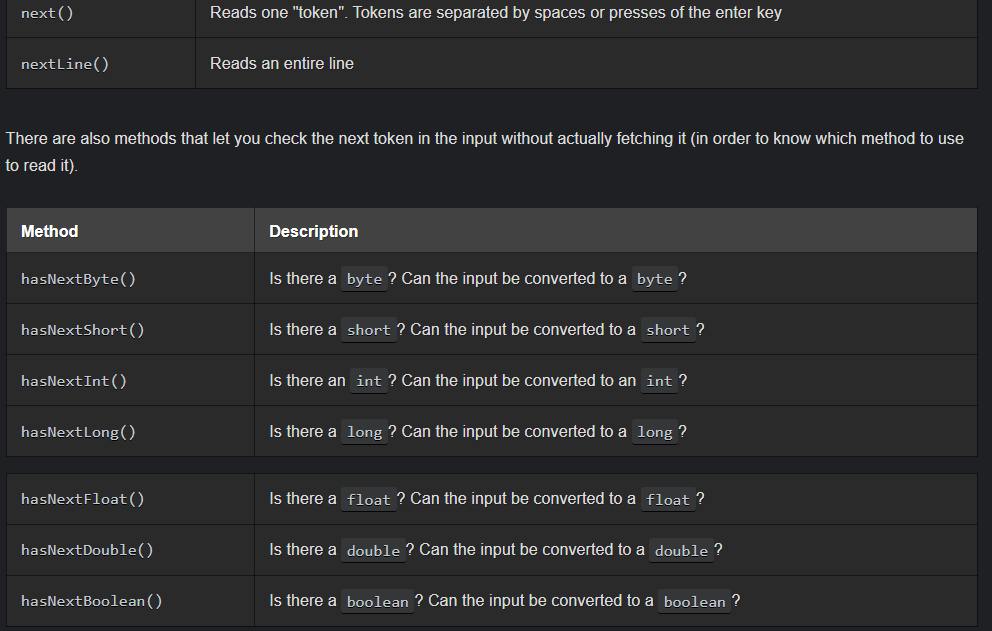 next() Reads one "token". Tokens are separated by spaces or presses of the enter key
nextLine() Reads an entire line
There are also methods that let you check the next token in the input without actually fetching it (in order to know which method to use
to read it).
Method Description
hasNextByte() Is there a byte? Can the input be converted to a byte?
hasNextShort() Is there a short? Can the input be converted to a short?
hasNextInt() Is there an int? Can the input be converted to an int?
hasNextLong() Is there a long? Can the input be converted to a long?
hasNextFloat() Is there a float? Can the input be converted to a float?
hasNextDouble() Is there a double? Can the input be converted to a double?
hasNextBoolean() Is there a boolean? Can the input be converted to a boolean?